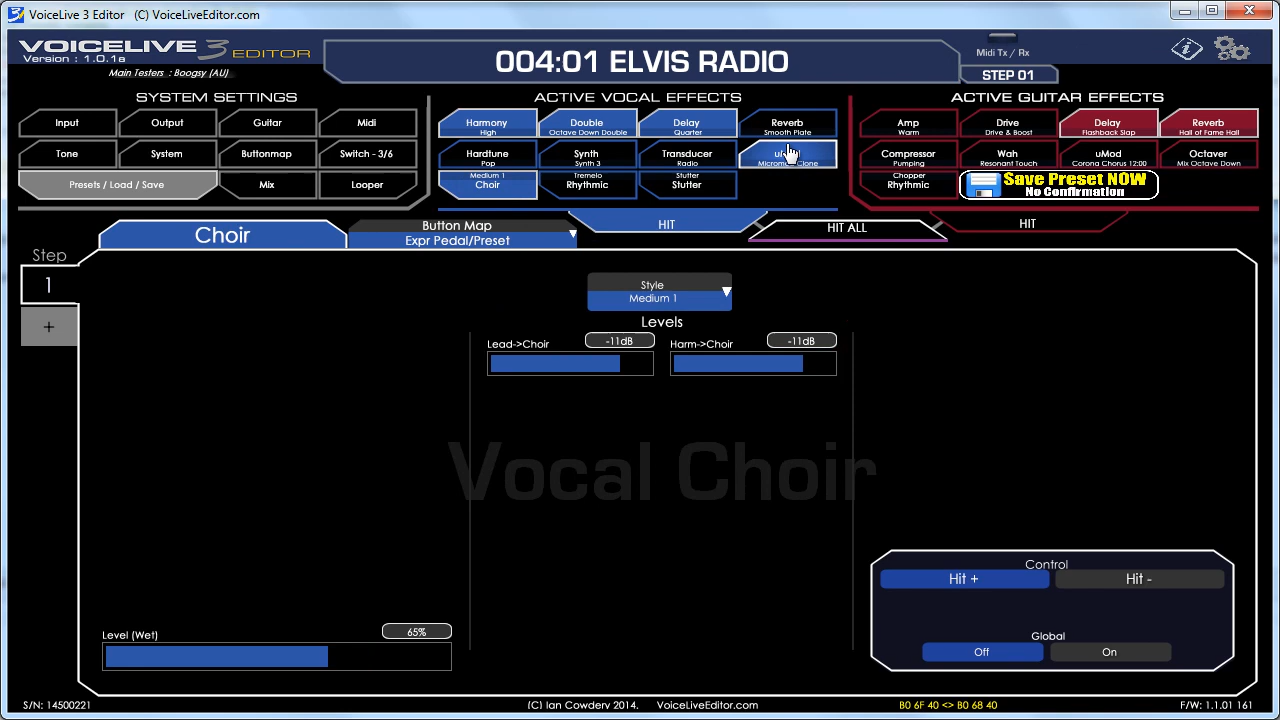 VoiceLive 3 Editor (C) VoiceLiveEditor.com
VOICELIVE 3 EDITOR
Version : 1.0.1a
Main Testers : Boogsy (AU)
004:01 ELVIS RADIO
Midi Tx / Rx
STEP 01
SYSTEM SETTINGS
Input Output Guitar Midi
Tone System Buttonmap Switch - 3/6
Presets / Load / Save Mix Looper
ACTIVE VOCAL EFFECTS
Harmony Double Delay Reverb
High Octave Down Double Quarter Smooth Plate
Hardtune Synth Transducer
Pop Synth 3 Radio
Medium 1 Tremelo Stutter
Choir Rhythmic Stutter
ACTIVE GUITAR EFFECTS
Amp Drive Delay Reverb
Warm Drive & Boost Flashback Slap Hall of Fame Hall
Compressor Wah uMod Octaver
Pumping Resonant Touch Corona Chorus 12:00 Mix Octave Down
Chopper
Rhythmic
Save Preset NOW
No Confirmation
Choir
Button Map
Expr Pedal/Preset
HIT
HIT ALL
HIT
Step
1
+
Style
Medium 1
Levels
Lead->Choir -11dB
Harm->Choir -11dB
Vocal Choir
Level (Wet) 65%
Control
Hit + Hit -
Global
Off On
S/N: 14500221
(C) Ian Cowdery 2014. VoiceLiveEditor.com
B0 6F 40 <> B0 6B 40
F/W: 1.1.01 161